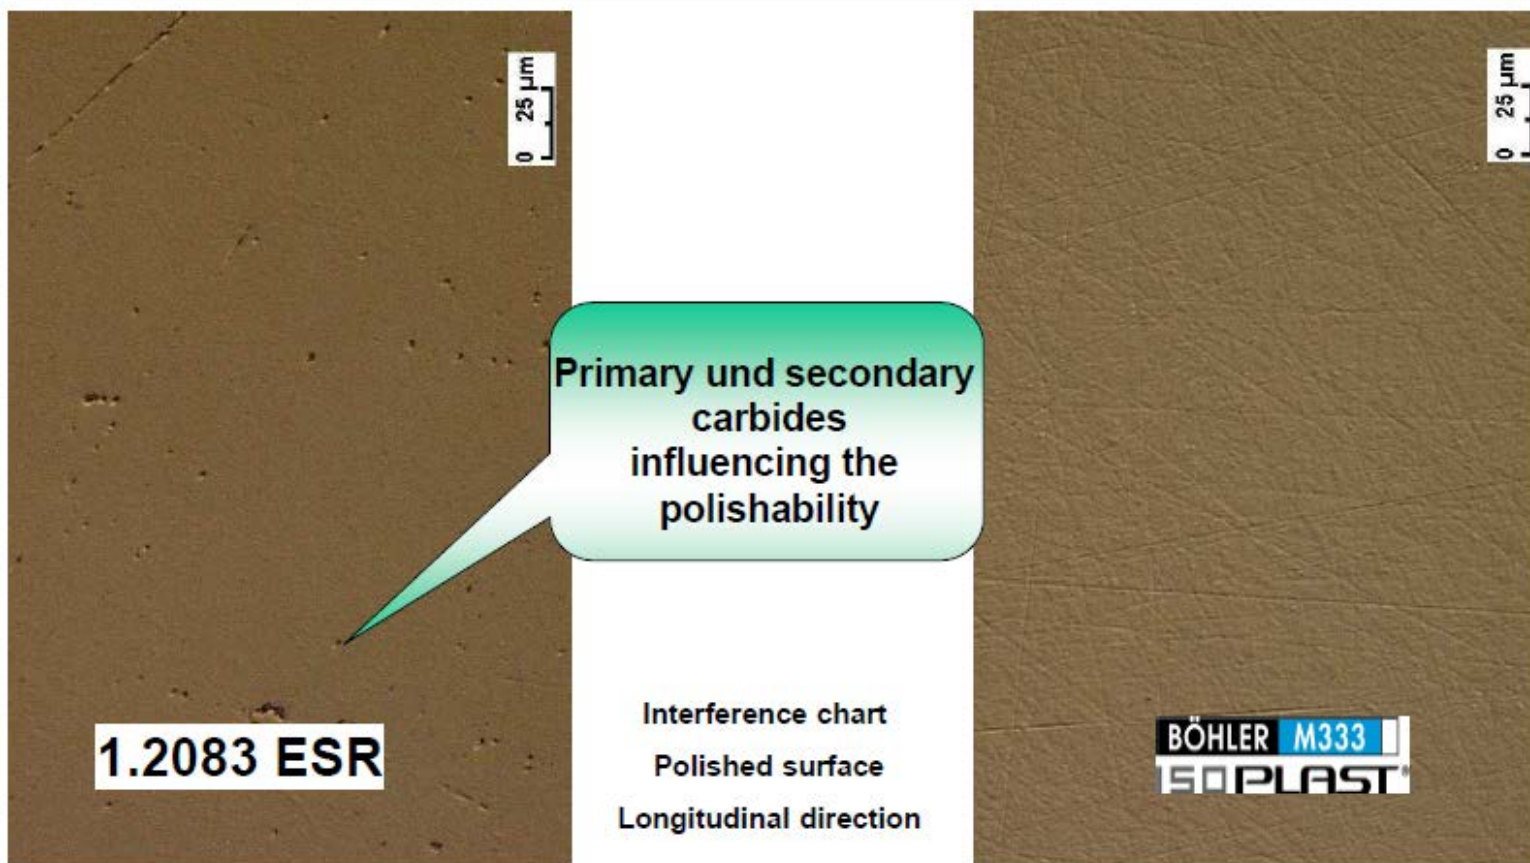 0 25 µm
0 25 µm
Primary und secondary
carbides
influencing the
polishability
1.2083 ESR
Interference chart
Polished surface
Longitudinal direction
BÖHLER M333
ISOPLAST®